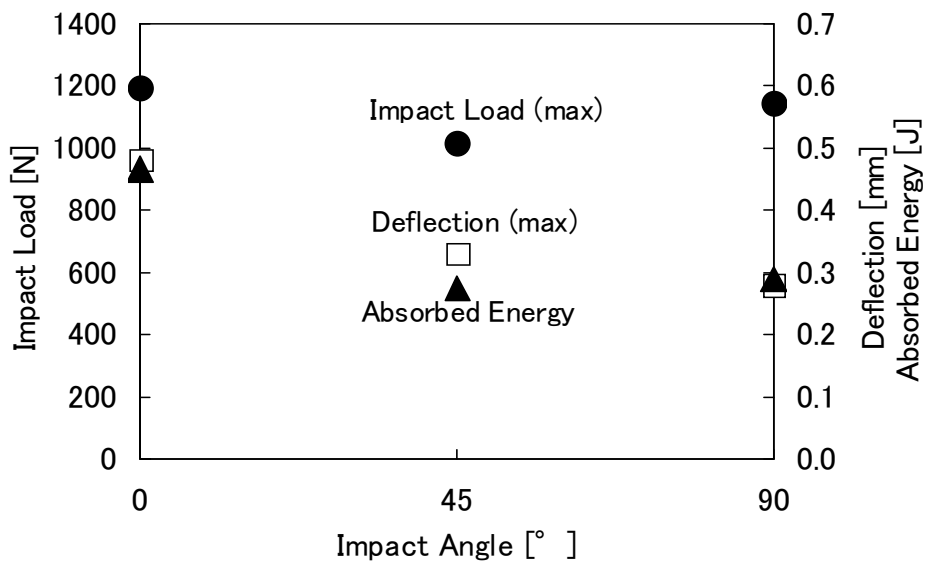 1400
1200
1000
800
600
400
200
0
Impact Load [N]
0.7
0.6
0.5
0.4
0.3
0.2
0.1
0.0
Deflection [mm]
Absorbed Energy [J]
Impact Load (max)
Deflection (max)
Absorbed Energy
0
45
90
Impact Angle [° ]